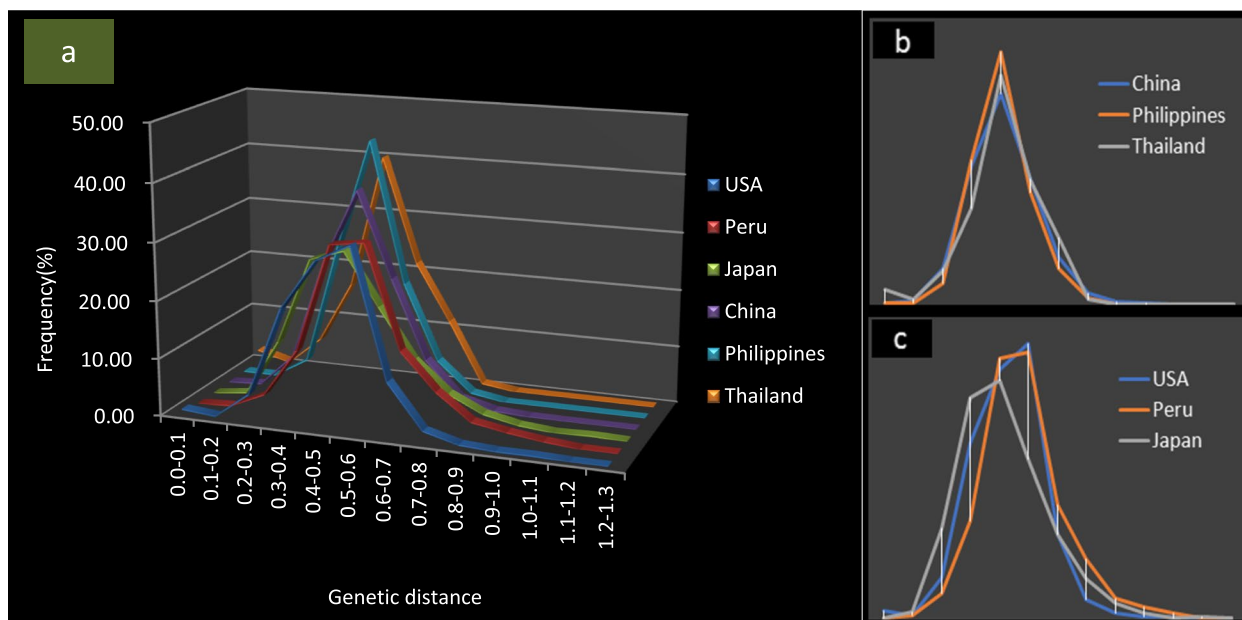 a
50.00
40.00
30.00
20.00
10.00
0.00
Frequency(%)
0.0-0.1
0.1-0.2
0.2-0.3
0.3-0.4
0.4-0.5
0.5-0.6
0.6-0.7
0.7-0.8
0.8-0.9
0.9-1.0
1.0-1.1
1.1-1.2
1.2-1.3
Genetic distance
USA
Peru
Japan
China
Philippines
Thailand
b
China
Philippines
Thailand
c
USA
Peru
Japan